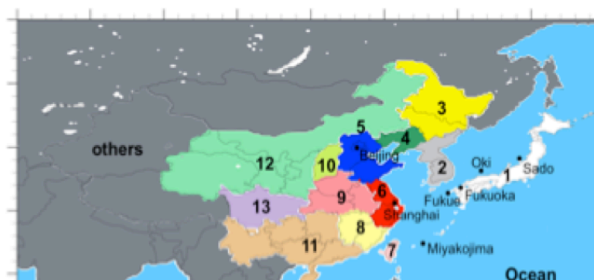 3
5
4
others
Beijing
2
Oki
Sado
12
10
1
6
Fukue
Fukuoka
13
9
Shanghai
8
11
7
Miyakojima
Ocean